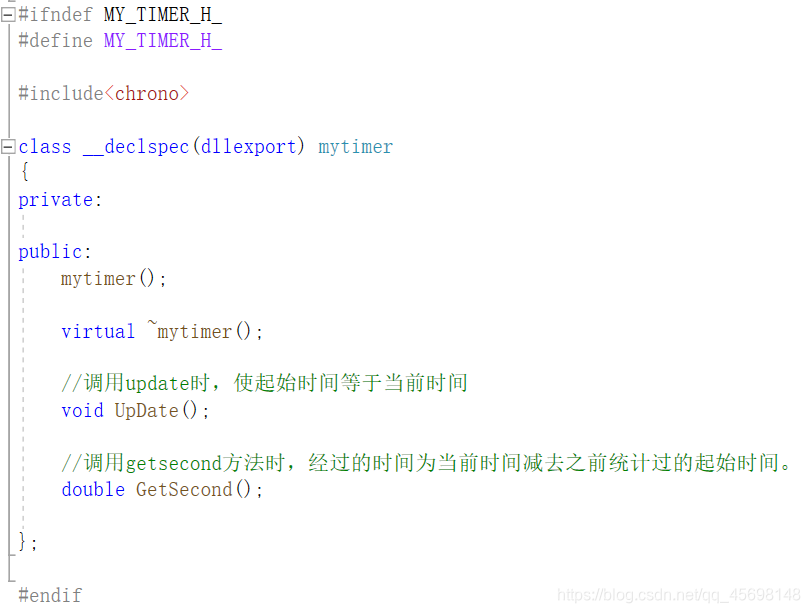 #ifndef MY_TIMER_H_
#define MY_TIMER_H_
#include<chrono>
class __declspec(dllexport) mytimer
{
private:
public:
mytimer();
virtual ~mytimer();
//调用update时，使起始时间等于当前时间
void UpDate();
//调用getsecond方法时，经过的时间为当前时间减去之前统计过的起始时间。
double GetSecond();
};
#endif
https://blog.csdn.net/qq_45698148